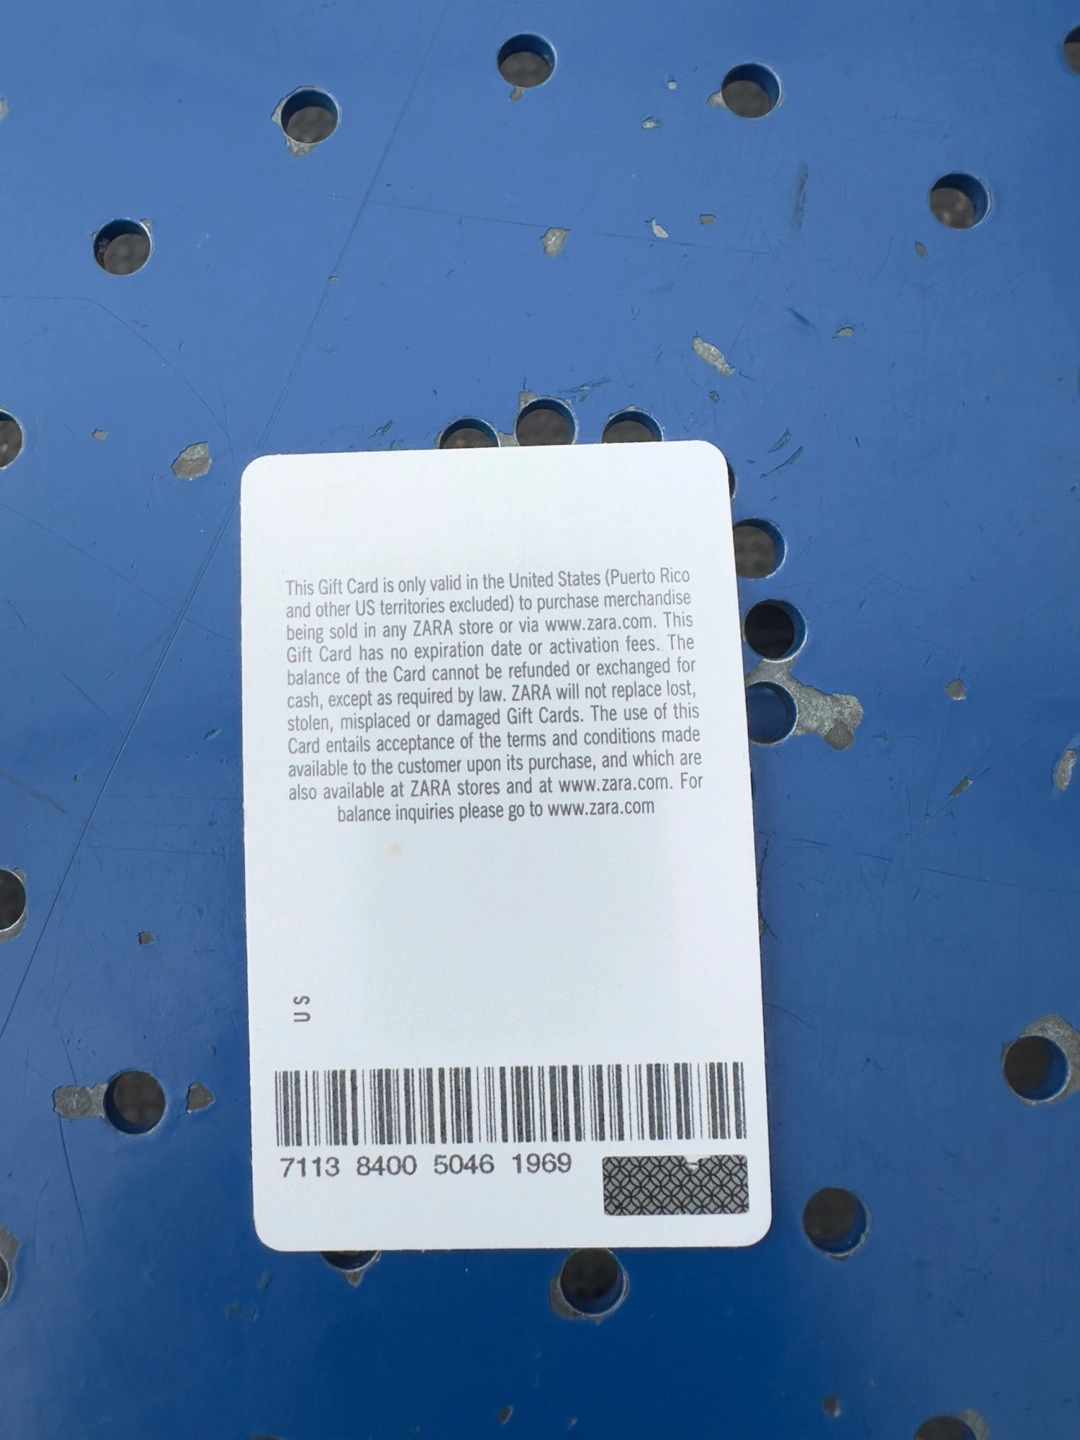 This Gift Card is only valid in the United States (Puerto Rico
and other US territories excluded) to purchase merchandise
being sold in any ZARA store or via www.zara.com. This
Gift Card has no expiration date or activation fees. The
balance of the Card cannot be refunded or exchanged for
cash, except as required by law. ZARA will not replace lost,
stolen, misplaced or damaged Gift Cards. The use of this
Card entails acceptance of the terms and conditions made
available to the customer upon its purchase, and which are
also available at ZARA stores and at www.zara.com. For
balance inquiries please go to www.zara.com
US
7113 8400 5046 1969